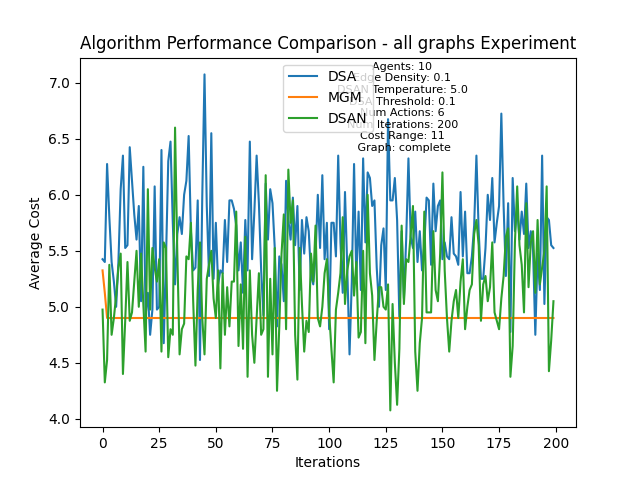 Algorithm Performance Comparison - all graphs Experiment
Agents: 10
Edge Density: 0.1
DSAN Temperature: 5.0
DSA Threshold: 0.1
Num Actions: 6
Num Iterations: 200
Cost Range: 11
Graph: complete
DSA
MGM
DSAN
7.0
6.5
6.0
5.5
5.0
4.5
4.0
Average Cost
0
25
50
75
100
125
150
175
200
Iterations